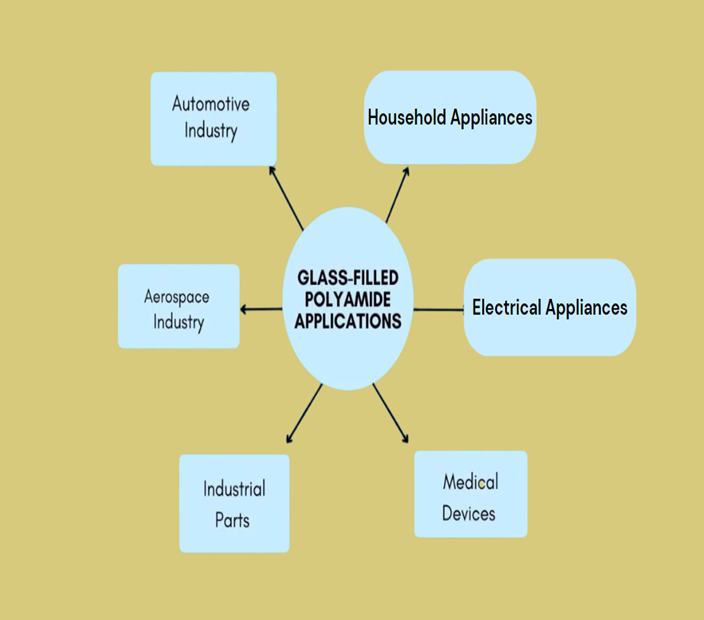 Automotive
Industry
Household Appliances
GLASS-FILLED
POLYAMIDE
APPLICATIONS
Aerospace
Industry
Electrical Appliances
Industrial
Parts
Medical
Devices